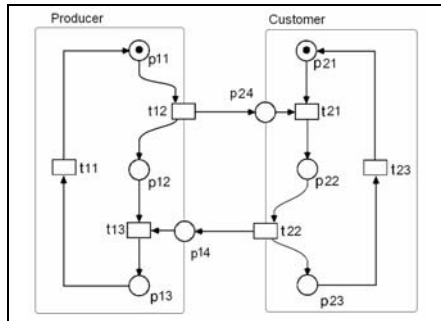 Producer
Customer
p11
p21
p24
t12
t21
t11
t23
p12
p22
t13
t22
p14
p13
p23